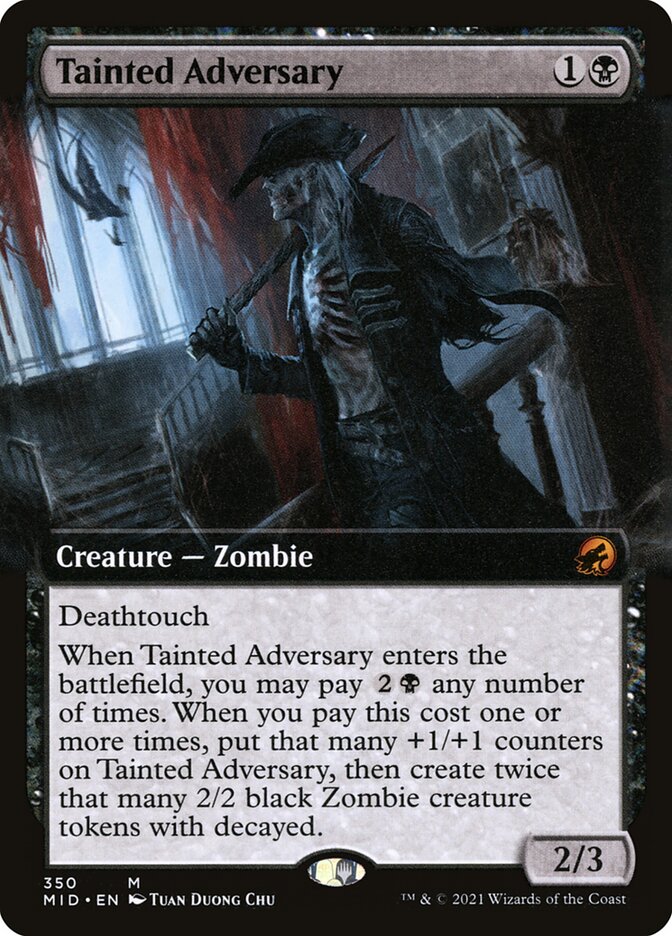 Tainted Adversary 1
Creature — Zombie
Deathtouch
When Tainted Adversary enters the
battlefield, you may pay 2 any number
of times. When you pay this cost one or
more times, put that many +1/+1 counters
on Tainted Adversary, then create twice
that many 2/2 black Zombie creature
tokens with decayed.
2/3
350 M
MID • EN Tuan Duong Chu
™ & © 2021 Wizards of the Coast